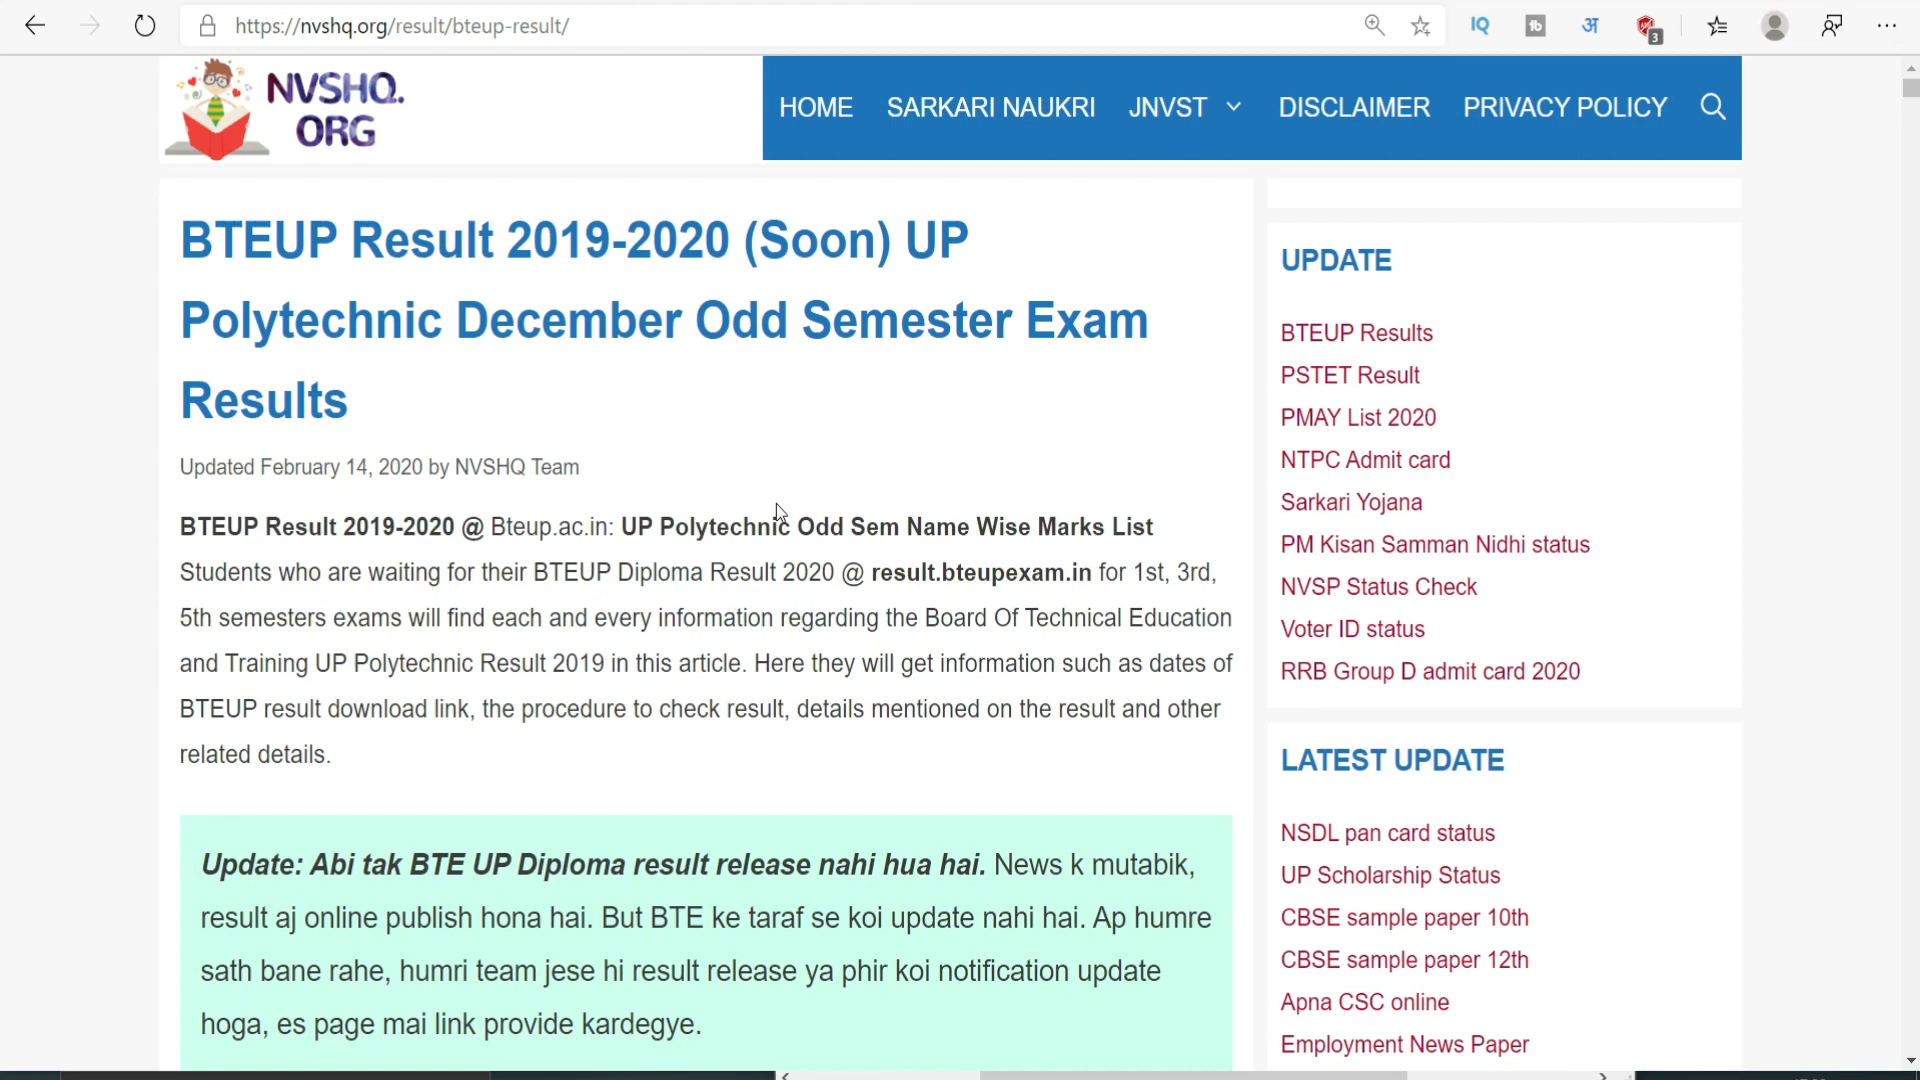 https://nvshq.org/result/bteup-result/
IQ
tb
अ
3
NVSHQ.
ORG
HOME SARKARI NAUKRI JNVST DISCLAIMER PRIVACY POLICY
BTEUP Result 2019-2020 (Soon) UP
Polytechnic December Odd Semester Exam
Results
Updated February 14, 2020 by NVSHQ Team
BTEUP Result 2019-2020 @ Bteup.ac.in: UP Polytechnic Odd Sem Name Wise Marks List
Students who are waiting for their BTEUP Diploma Result 2020 @ result.bteupexam.in for 1st, 3rd,
5th semesters exams will find each and every information regarding the Board Of Technical Education
and Training UP Polytechnic Result 2019 in this article. Here they will get information such as dates of
BTEUP result download link, the procedure to check result, details mentioned on the result and other
related details.
Update: Abi tak BTE UP Diploma result release nahi hua hai. News k mutabik,
result aj online publish hona hai. But BTE ke taraf se koi update nahi hai. Ap humre
sath bane rahe, humri team jese hi result release ya phir koi notification update
hoga, es page mai link provide kardegye.
UPDATE
BTEUP Results
PSTET Result
PMAY List 2020
NTPC Admit card
Sarkari Yojana
PM Kisan Samman Nidhi status
NVSP Status Check
Voter ID status
RRB Group D admit card 2020
LATEST UPDATE
NSDL pan card status
UP Scholarship Status
CBSE sample paper 10th
CBSE sample paper 12th
Apna CSC online
Employment News Paper